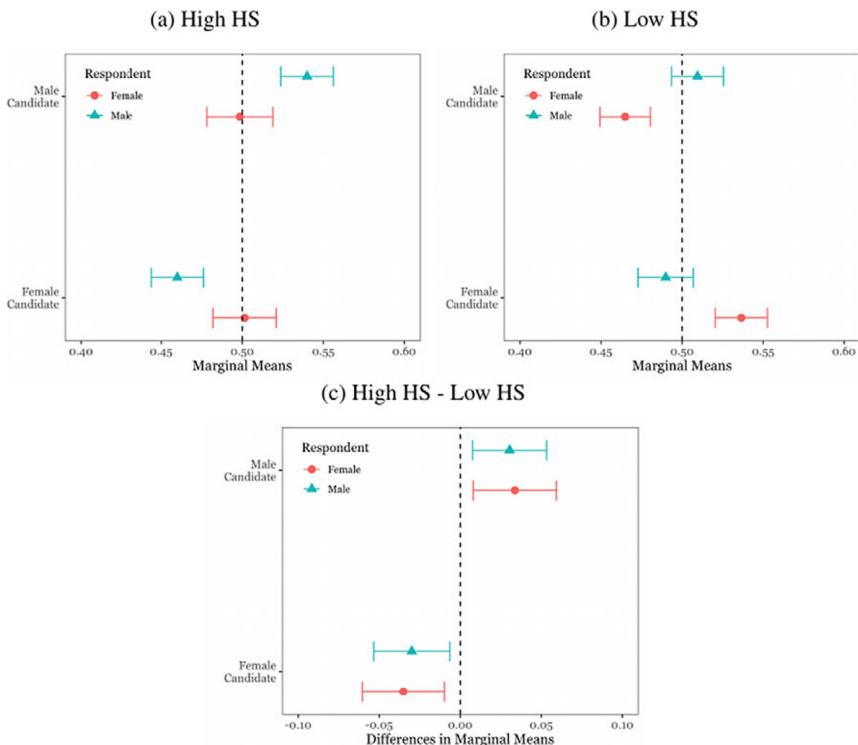 (a) High HS
Respondent
Female
Male
Male
Candidate
Female
Candidate
0.40 0.45 0.50 0.55 0.60
Marginal Means
(b) Low HS
Respondent
Female
Male
Male
Candidate
Female
Candidate
0.40 0.45 0.50 0.55 0.60
Marginal Means
(c) High HS - Low HS
Respondent
Female
Male
Male
Candidate
Female
Candidate
-0.10 -0.05 0.00 0.05 0.10
Differences in Marginal Means